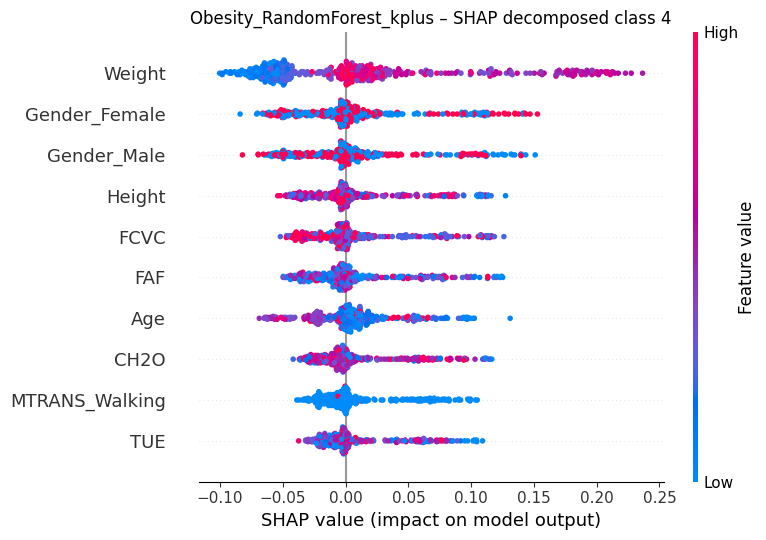 Obesity_RandomForest_kplus – SHAP decomposed class 4
High
Weight
Gender_Female
Gender_Male
Height
FCVC
FAF
Age
CH2O
MTRANS_Walking
TUE
Feature value
Low
−0.10 −0.05 0.00 0.05 0.10 0.15 0.20 0.25
SHAP value (impact on model output)